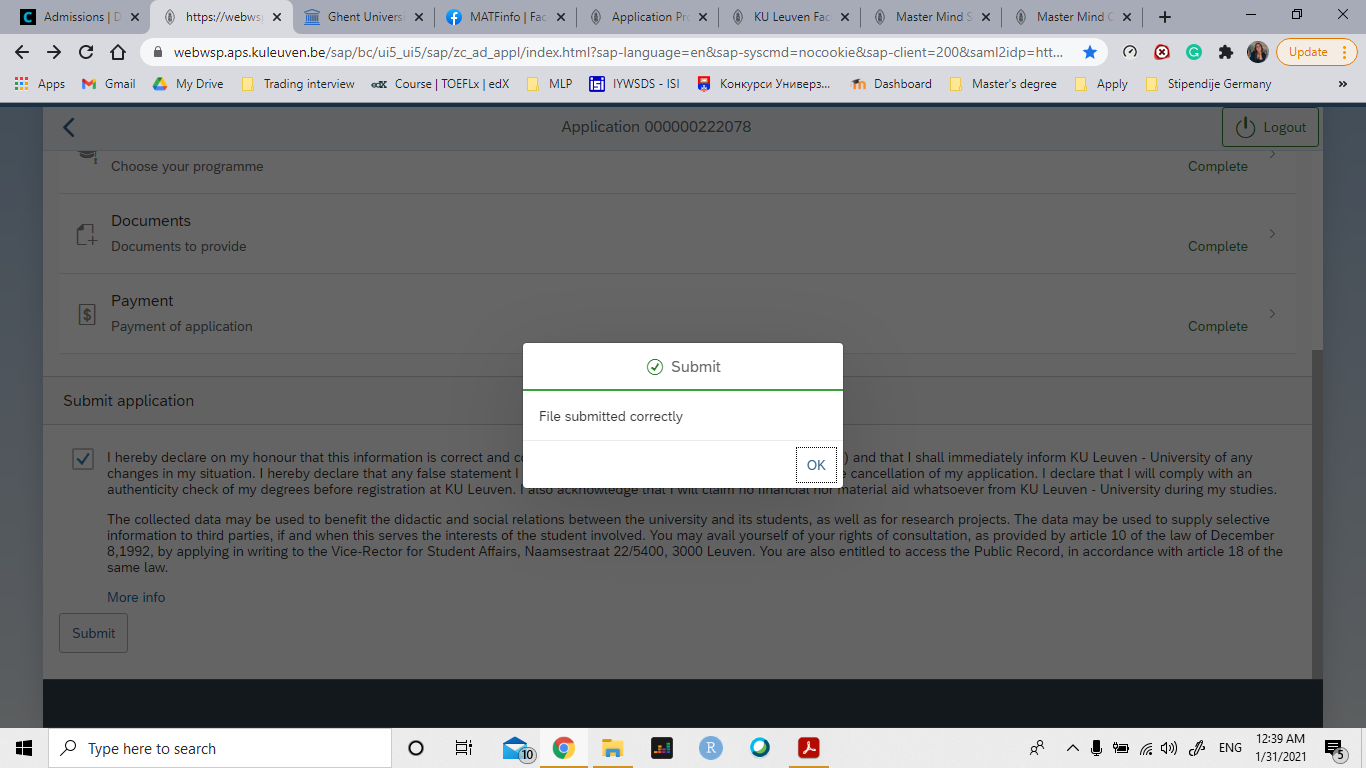 Admissions | D
https://webwsp
Ghent Univers
MATFinfo | Fac
Application Pro
KU Leuven Fac
Master Mind S
Master Mind C
webwsp.aps.kuleuven.be/sap/bc/ui5_ui5/sap/zc_ad_appl/index.html?sap-language=en&sap-syscmd=nocookie&sap-client=200&saml2idp=htt...
Update
Apps
Gmail
My Drive
Trading interview
edX Course | TOEFLx | edX
MLP
IYWSDS - ISI
Конкурси Универз...
Dashboard
Master's degree
Apply
Stipendije Germany
»
Application 000000222078
Logout
Choose your programme
Complete
Documents
Documents to provide
Complete
Payment
Payment of application
Complete
Submit
File submitted correctly
OK
Submit application
I hereby declare on my honour that this information is correct and co ) and that I shall immediately inform KU Leuven - University of any
changes in my situation. I hereby declare that any false statement I cancellation of my application. I declare that I will comply with an
authenticity check of my degrees before registration at KU Leuven. I also acknowledge that I will claim no financial nor material aid whatsoever from KU Leuven - University during my studies.
The collected data may be used to benefit the didactic and social relations between the university and its students, as well as for research projects. The data may be used to supply selective
information to third parties, if and when this serves the interests of the student involved. You may avail yourself of your rights of consultation, as provided by article 10 of the law of December
8,1992, by applying in writing to the Vice-Rector for Student Affairs, Naamsestraat 22/5400, 3000 Leuven. You are also entitled to access the Public Record, in accordance with article 18 of the
same law.
More info
Submit
Type here to search
10
R
ENG
12:39 AM
1/31/2021
5